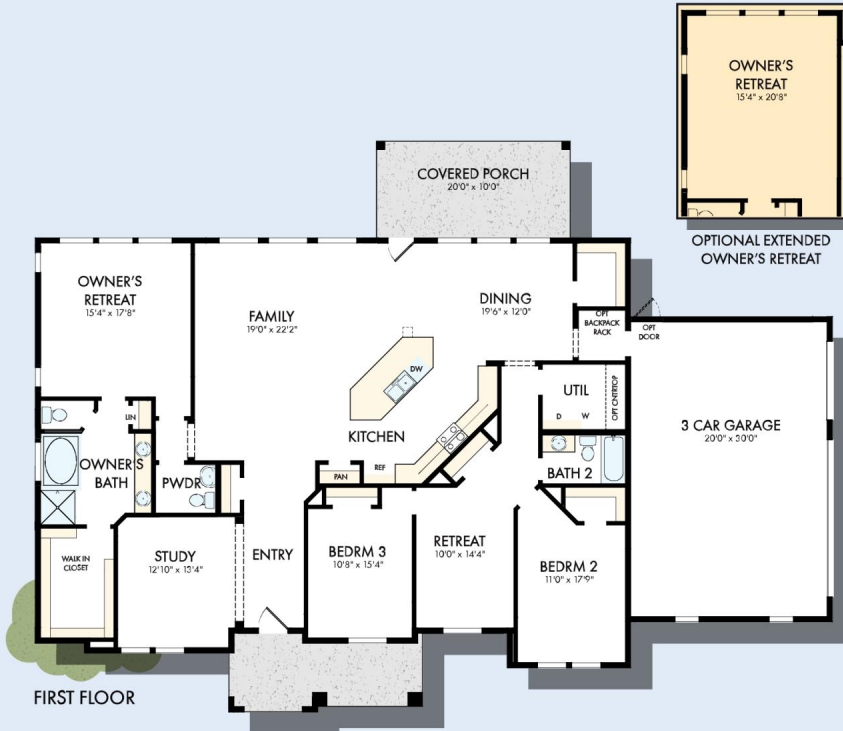 OWNER'S
RETREAT
15'4" x 20'8"
OPTIONAL EXTENDED
OWNER'S RETREAT
COVERED PORCH
20'0" x 10'0"
OWNER'S
RETREAT
15'4" x 17'8"
FAMILY
19'0" x 22'2"
DINING
19'6" x 12'0"
OPT
BACKPACK
RACK
OPT
DOOR
DW
KITCHEN
UTIL
D W
OPT CNTRTOP
3 CAR GARAGE
20'0" x 30'0"
LIN
OWNER'S
BATH
PWDR
PAN
REF
BATH 2
WALK IN
CLOSET
STUDY
12'10" x 13'4"
ENTRY
BEDRM 3
10'8" x 15'4"
RETREAT
10'0" x 14'4"
BEDRM 2
11'0" x 17'9"
FIRST FLOOR